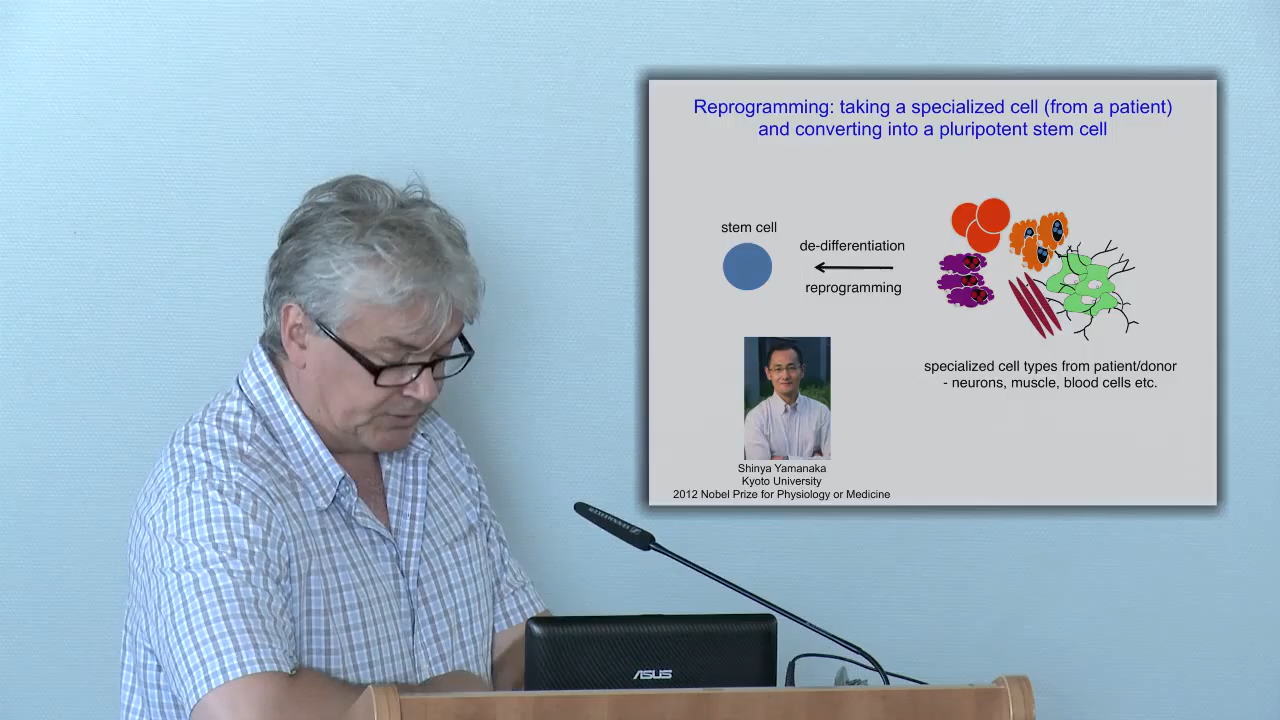 Reprogramming: taking a specialized cell (from a patient)
and converting into a pluripotent stem cell
stem cell
de-differentiation
reprogramming
specialized cell types from patient/donor
- neurons, muscle, blood cells etc.
Shinya Yamanaka
Kyoto University
2012 Nobel Prize for Physiology or Medicine
SENNHEISER
ASUS